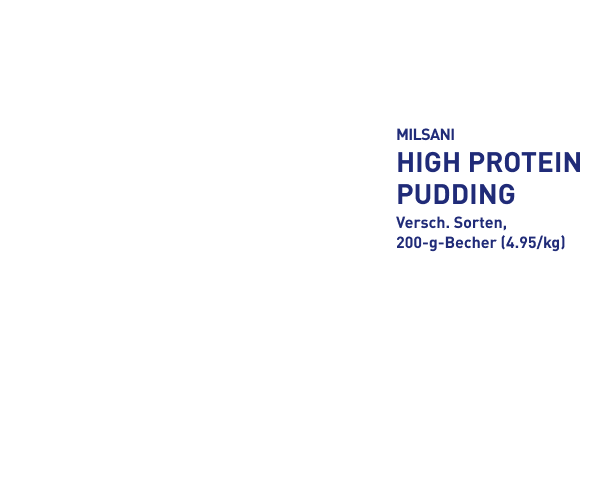 MILSANI
HIGH PROTEIN
PUDDING
Versch. Sorten,
200-g-Becher (4.95/kg)